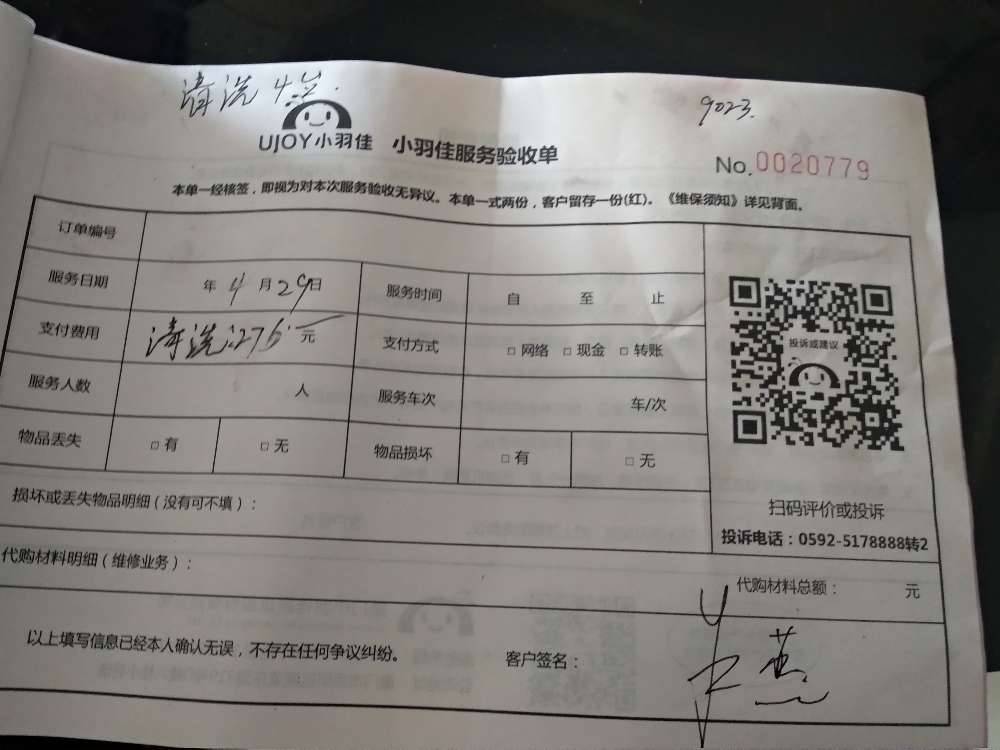 清洗
9023.
UJOY小羽佳 小羽佳服务验收单
No.0020779
本单一经核签，即视为对本次服务验收无异议。本单一式两份，客户留存一份(红)。《维保须知》详见背面。
订单编号
服务日期 年 4 月 29 日 服务时间 自 至 止
支付费用 清洗:276 元 支付方式 □ 网络 □ 现金 □ 转账
服务人数 人 服务车次 车/次
物品丢失 □ 有 □ 无 物品损坏 □ 有 □ 无
投诉或建议
扫码评价或投诉
投诉电话：0592-5178888转2
损坏或丢失物品明细（没有可不填）：
代购材料明细（维修业务）：
代购材料总额： 元
以上填写信息已经本人确认无误，不存在任何争议纠纷。 客户签名：